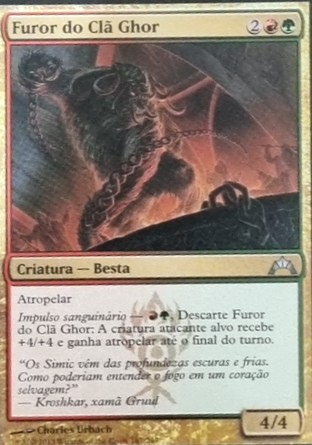 Furor do Clã Ghor 2
Criatura — Besta
Atropelar
Impulso sanguinário — , Descarte Furor
do Clã Ghor: A criatura atacante alvo recebe
+4/+4 e ganha atropelar até o final do turno.
“Os Simic vêm das profundezas escuras e frias.
Como poderiam entender o fogo em um coração
selvagem?”
— Kroshkar, xamã Gruul
Charles Urbach
4/4